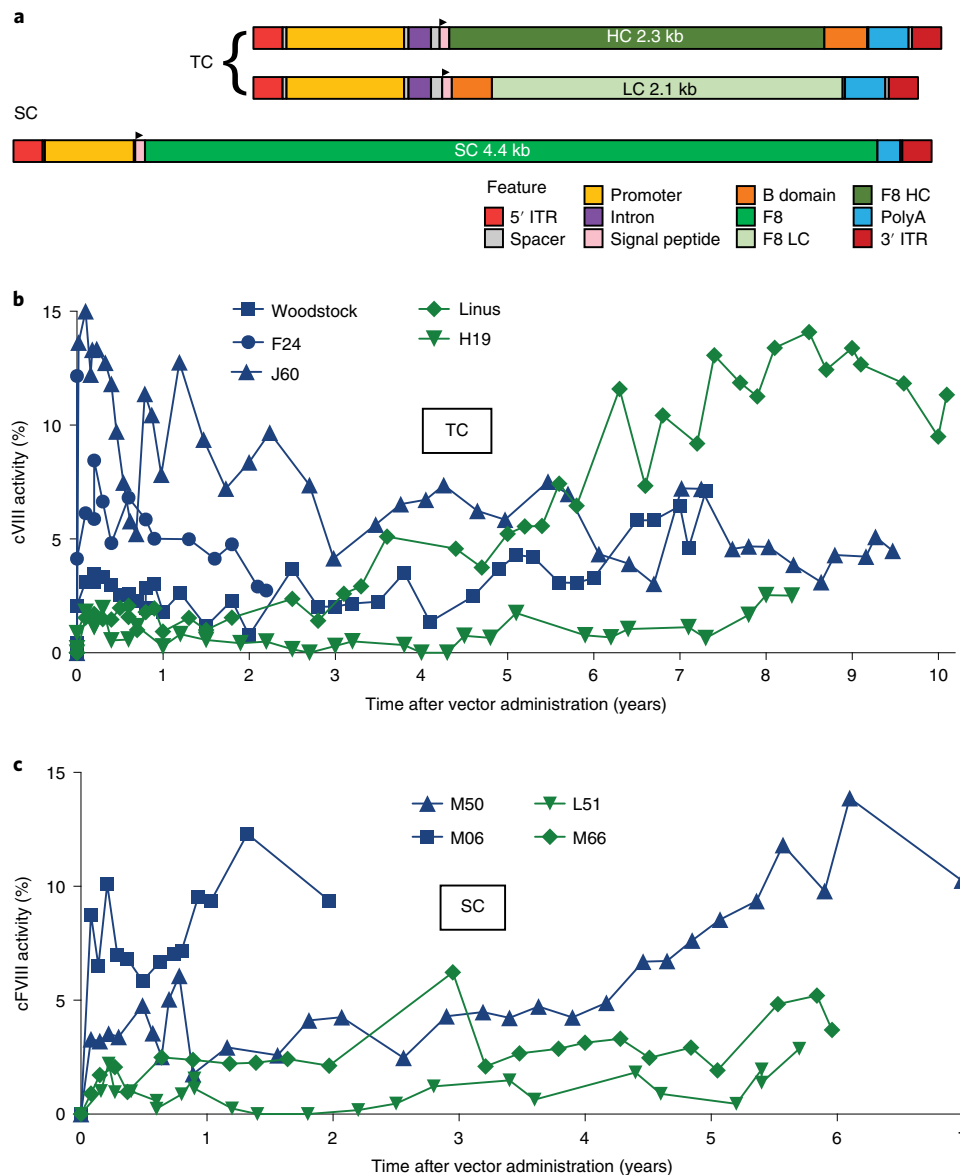 a
TC
HC 2.3 kb
LC 2.1 kb
SC
SC 4.4 kb
Feature
5′ ITR
Spacer
Promoter
Intron
Signal peptide
B domain
F8
F8 LC
F8 HC
PolyA
3′ ITR
b
Woodstock
F24
J60
Linus
H19
TC
cVIII activity (%)
15
10
5
0
0 1 2 3 4 5 6 7 8 9 10
Time after vector administration (years)
c
M50
M06
L51
M66
SC
cFVIII activity (%)
15
10
5
0
0 1 2 3 4 5 6 7
Time after vector administration (years)